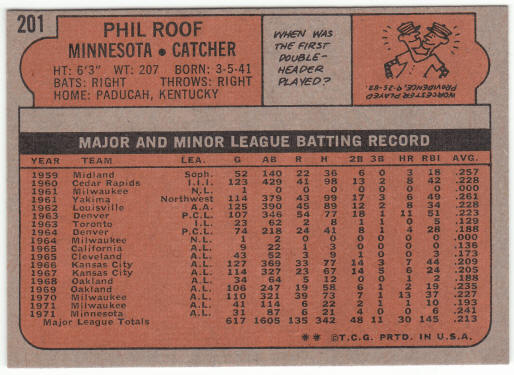 201
PHIL ROOF
MINNESOTA • CATCHER
HT: 6'3" WT: 207 BORN: 3-5-41
BATS: RIGHT THROWS: RIGHT
HOME: PADUCAH, KENTUCKY
WHEN WAS
THE FIRST
DOUBLE-
HEADER
PLAYED?
WORCESTER PLAYED
PROVIDENCE, 9-25-82.
MAJOR AND MINOR LEAGUE BATTING RECORD
YEAR TEAM LEA. G AB R H 2B 3B HR RBI AVG.
1959 Midland Soph. 52 140 22 36 6 0 3 18 .257
1960 Cedar Rapids I.I.I. 123 429 41 98 13 2 8 42 .228
1961 Milwaukee N.L. 1 0 0 0 0 0 0 0 .000
1961 Yakima Northwest 114 379 43 99 17 3 6 49 .261
1962 Louisville A.A. 125 390 45 89 12 2 8 34 .228
1963 Denver P.C.L. 107 346 54 77 18 1 11 51 .223
1963 Toronto I.L. 23 62 2 8 1 1 0 5 .129
1964 Denver P.C.L. 74 218 24 41 8 1 4 28 .188
1964 Milwaukee N.L. 1 2 0 0 0 0 0 0 .000
1965 California A.L. 9 22 1 3 0 0 0 0 .136
1965 Cleveland A.L. 43 52 3 9 1 0 0 3 .173
1966 Kansas City A.L. 127 369 33 77 14 3 7 44 .209
1967 Kansas City A.L. 114 327 23 67 14 5 6 24 .205
1968 Oakland A.L. 34 64 5 12 0 0 1 2 .188
1969 Oakland A.L. 106 247 19 58 6 1 2 19 .235
1970 Milwaukee A.L. 110 321 39 73 7 1 13 37 .227
1971 Milwaukee A.L. 41 114 6 22 2 1 1 10 .193
1971 Minnesota A.L. 31 87 6 21 4 0 0 6 .241
Major League Totals 617 1605 135 342 48 11 30 145 .213
** © T.C.G. PRTD. IN U.S.A.